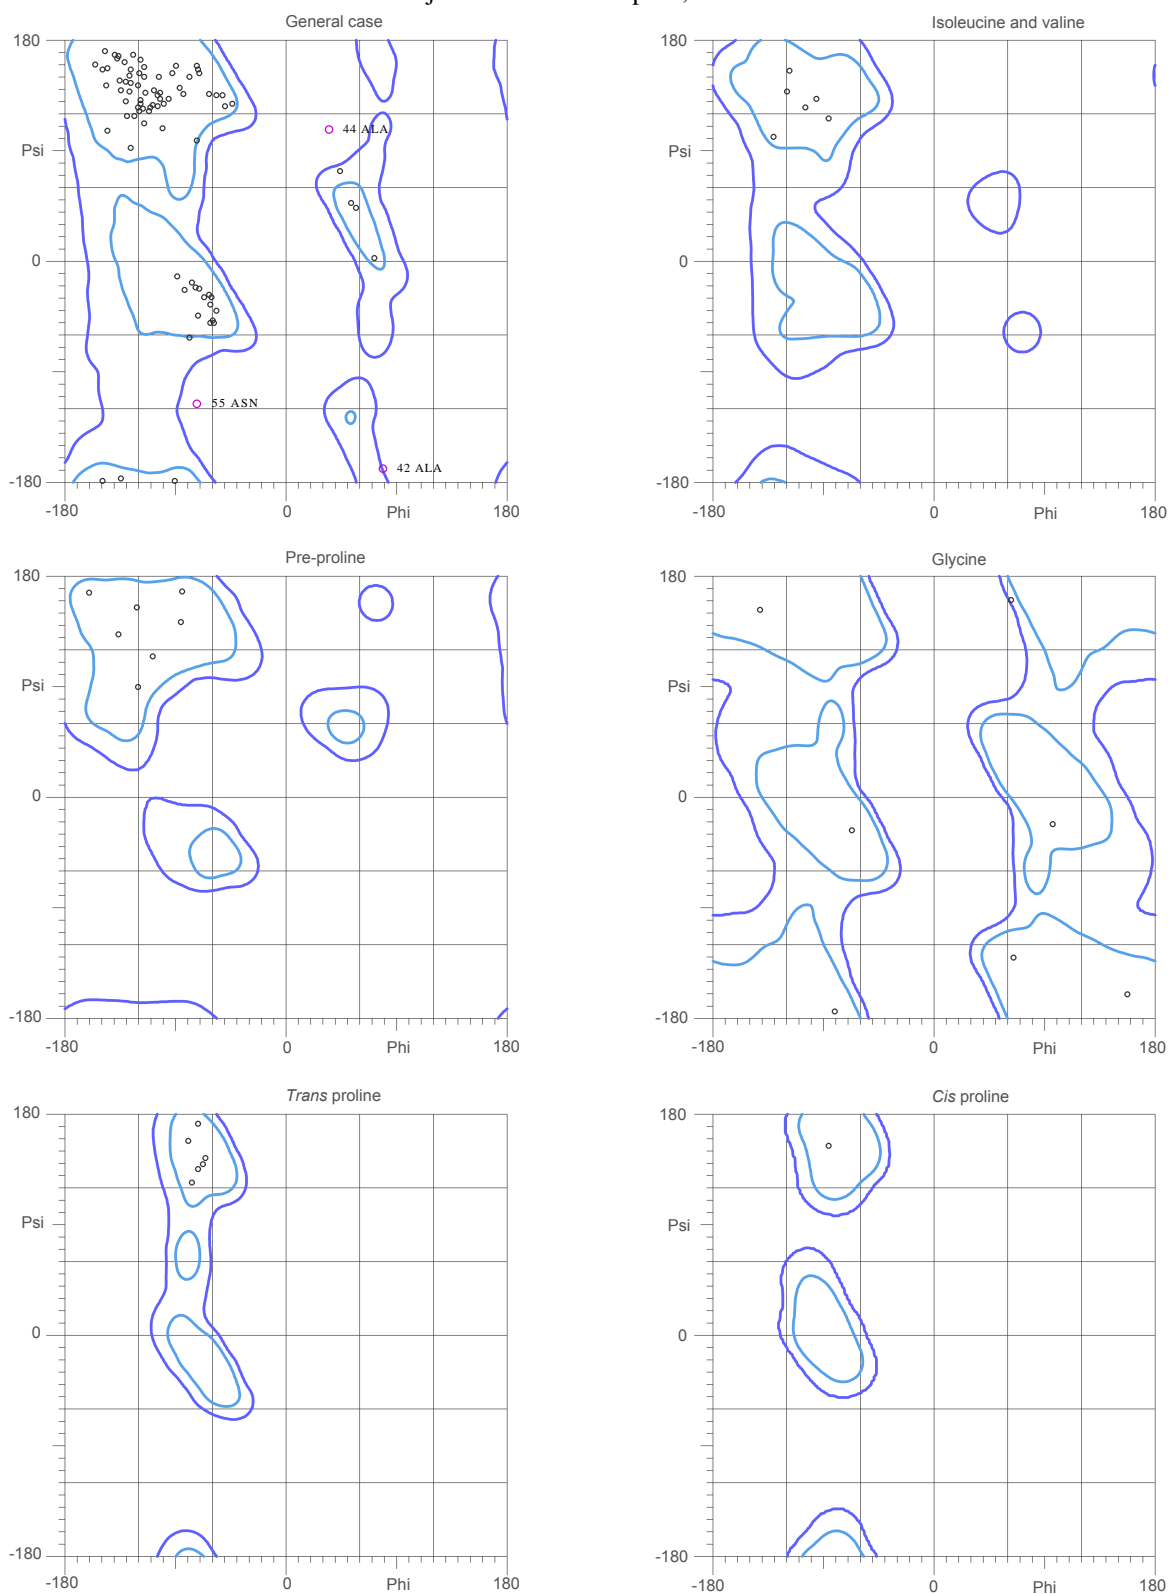 General case
Isoleucine and valine
180
180
44 ALA
Psi
Psi
0
0
55 ASN
42 ALA
-180
-180
-180
0
Phi
180
-180
0
Phi
180
Pre-proline
Glycine
180
180
Psi
Psi
0
0
-180
-180
-180
0
Phi
180
-180
0
Phi
180
Trans proline
Cis proline
180
180
Psi
Psi
0
0
-180
-180
-180
0
Phi
180
-180
0
Phi
180